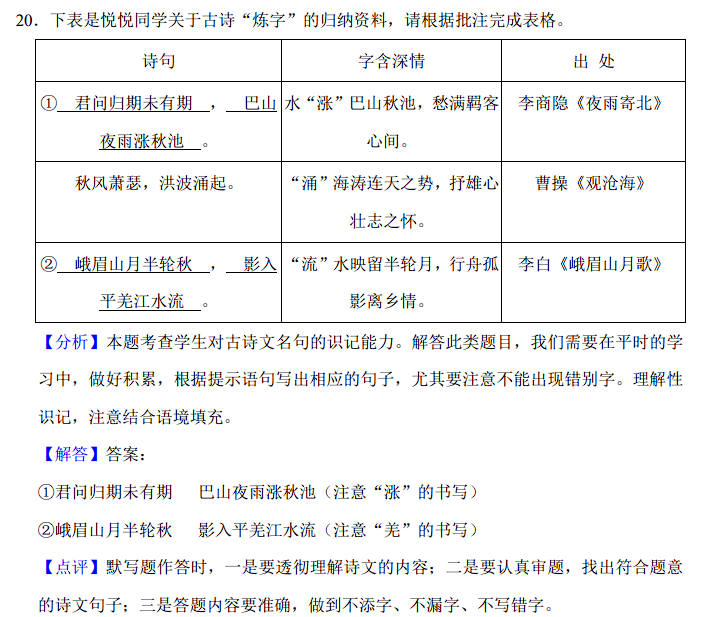 20．下表是悦悦同学关于古诗“炼字”的归纳资料，请根据批注完成表格。
诗句 字含深情 出 处
① 君问归期未有期 ， 巴山
夜雨涨秋池 。
水“涨”巴山秋池，愁满羁客
心间。
李商隐《夜雨寄北》
秋风萧瑟，洪波涌起。
“涌”海涛连天之势，抒雄心
壮志之怀。
曹操《观沧海》
② 峨眉山月半轮秋 ， 影入
平羌江水流 。
“流”水映留半轮月，行舟孤
影离乡情。
李白《峨眉山月歌》
【分析】本题考查学生对古诗文名句的识记能力。解答此类题目，我们需要在平时的学
习中，做好积累，根据提示语句写出相应的句子，尤其要注意不能出现错别字。理解性
识记，注意结合语境填充。
【解答】答案：
①君问归期未有期 巴山夜雨涨秋池（注意“涨”的书写）
②峨眉山月半轮秋 影入平羌江水流（注意“羌”的书写）
【点评】默写题作答时，一是要透彻理解诗文的内容；二是要认真审题，找出符合题意
的诗文句子；三是答题内容要准确，做到不添字、不漏字、不写错字。